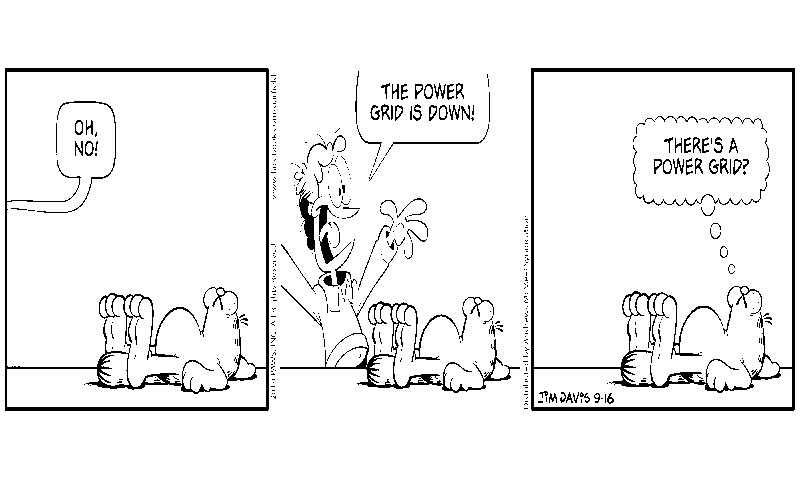 OH,
NO!
THE POWER
GRID IS DOWN!
THERE'S A
POWER GRID?
JIM DAVIS 9-16